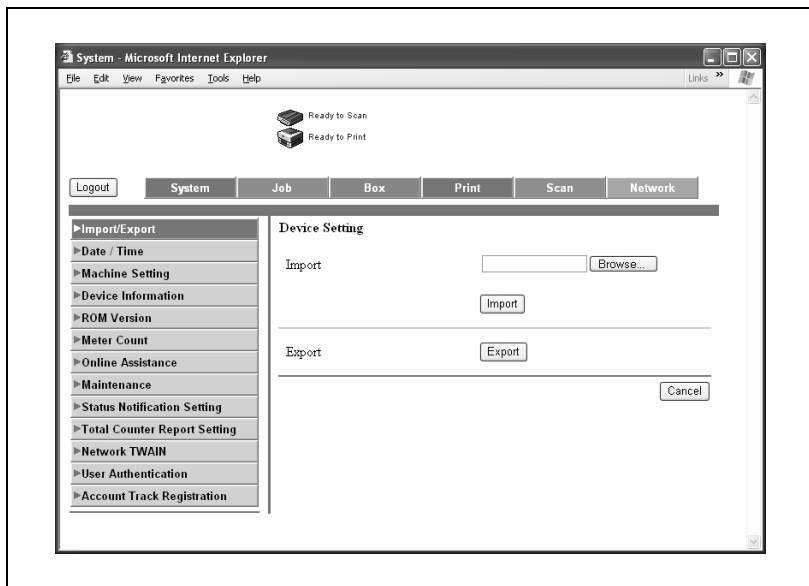 System - Microsoft Internet Explorer
File Edit View Favorites Tools Help Links »
Ready to Scan
Ready to Print
Logout System Job Box Print Scan Network
Import/Export
Date / Time
Machine Setting
Device Information
ROM Version
Meter Count
Online Assistance
Maintenance
Status Notification Setting
Total Counter Report Setting
Network TWAIN
User Authentication
Account Track Registration
Device Setting
Import Browse...
Import
Export Export
Cancel